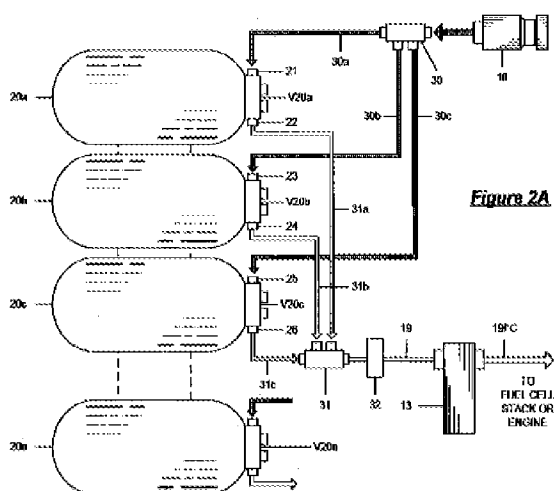 30a
30
10
21
20a
V20a
22
30b
30c
23
20b
V20b
Figure 2A
31a
24
25
31b
20c
V20c
26
19
19FC
31c
31
32
13
TO
FUEL CELL
STACK OR
ENGINE
20n
V20n